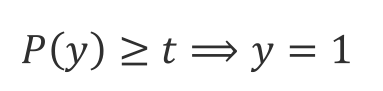 P(y) ≥ t ⟹ y = 1